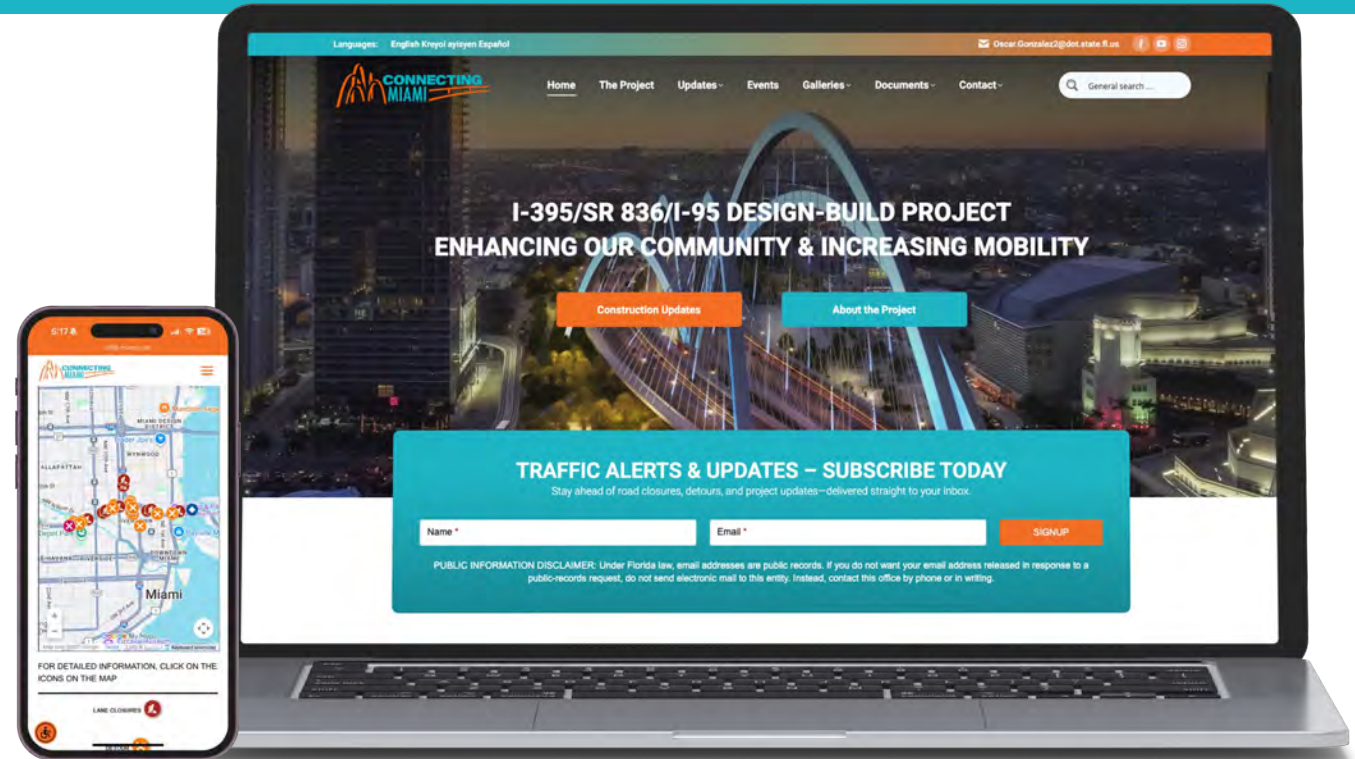 Languages: English Kreyol ayisyen Español
Oscar.Gonzalez2@dot.state.fl.us
CONNECTING
MIAMI
Home The Project Updates Events Galleries Documents Contact
General search ...
I-395/SR 836/I-95 DESIGN-BUILD PROJECT
ENHANCING OUR COMMUNITY & INCREASING MOBILITY
Construction Updates About the Project
TRAFFIC ALERTS & UPDATES – SUBSCRIBE TODAY
Stay ahead of road closures, detours, and project updates—delivered straight to your inbox.
Name * Email * SIGNUP
PUBLIC INFORMATION DISCLAIMER: Under Florida law, email addresses are public records. If you do not want your email address released in response to a
public-records request, do not send electronic mail to this entity. Instead, contact this office by phone or in writing.
5:17
CONNECTING
MIAMI
MIAMI DESIGN
DISTRICT
WYNWOOD
ALLAPATTAH
DOWNTOWN
MIAMI
Miami
FOR DETAILED INFORMATION, CLICK ON THE
ICONS ON THE MAP
LANE CLOSURES